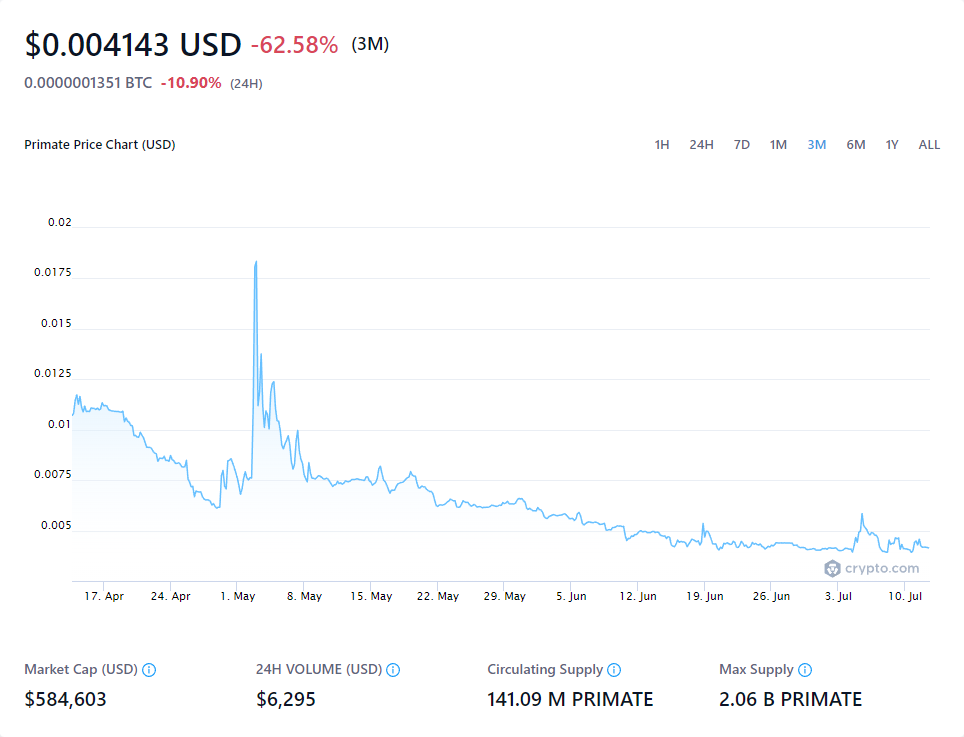 $0.004143 USD -62.58% (3M)
0.0000001351 BTC -10.90% (24H)
Primate Price Chart (USD)
1H 24H 7D 1M 3M 6M 1Y ALL
0.02
0.0175
0.015
0.0125
0.01
0.0075
0.005
crypto.com
17. Apr 24. Apr 1. May 8. May 15. May 22. May 29. May 5. Jun 12. Jun 19. Jun 26. Jun 3. Jul 10. Jul
Market Cap (USD) 24H VOLUME (USD) Circulating Supply Max Supply
$584,603 $6,295 141.09 M PRIMATE 2.06 B PRIMATE